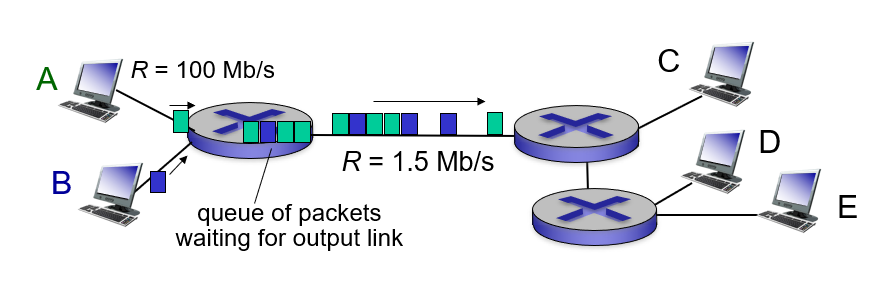 A
R = 100 Mb/s
C
B
R = 1.5 Mb/s
D
E
queue of packets
waiting for output link